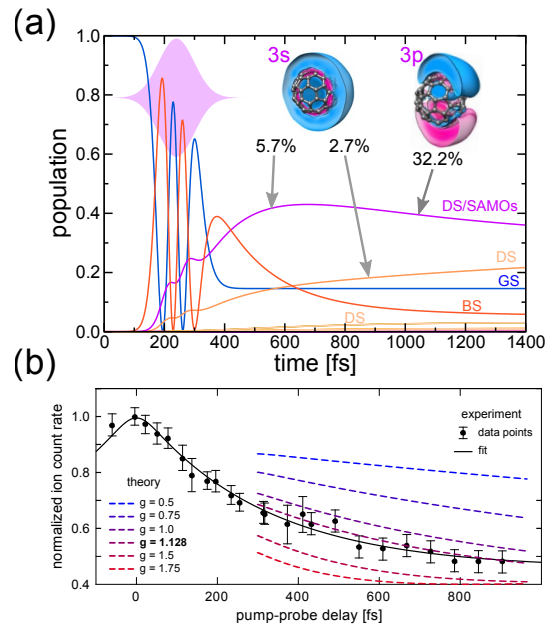 (a)
1.0
0.8
0.6
0.4
0.2
0.0
population
3s
3p
5.7%
2.7%
32.2%
DS/SAMOs
DS
GS
BS
DS
0
200
400
600
800
1000
1200
1400
time [fs]
(b)
1.0
0.8
0.6
0.4
normalized ion count rate
experiment
data points
fit
theory
g = 0.5
g = 0.75
g = 1.0
g = 1.128
g = 1.5
g = 1.75
0
200
400
600
800
pump-probe delay [fs]